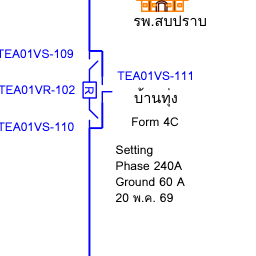 รพ.สบปราบ
TEA01VS-109
TEA01VS-111
TEA01VR-102
R
บ้านทุ่ง
TEA01VS-110
Form 4C
Setting
Phase 240A
Ground 60 A
20 พ.ค. 69